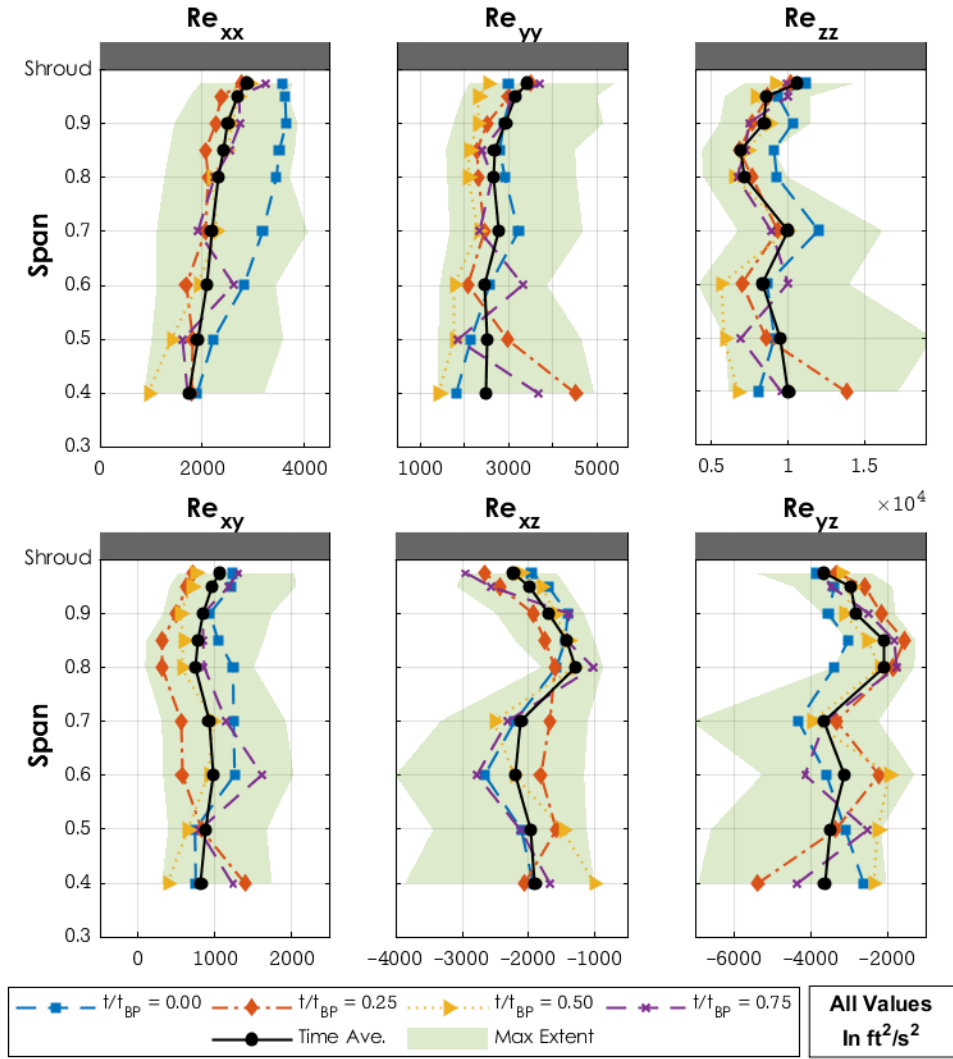 Re_xx Re_yy Re_zz
Shroud
0.9
0.8
0.7
0.6
0.5
0.4
0.3
Span
0 2000 4000 1000 3000 5000 0.5 1 1.5
×10^4
Re_xy Re_xz Re_yz
Shroud
0.9
0.8
0.7
0.6
0.5
0.4
0.3
Span
0 1000 2000 −4000 −3000 −2000 −1000 −6000 −4000 −2000
t/t_BP = 0.00 t/t_BP = 0.25 t/t_BP = 0.50 t/t_BP = 0.75
Time Ave. Max Extent
All Values
In ft²/s²